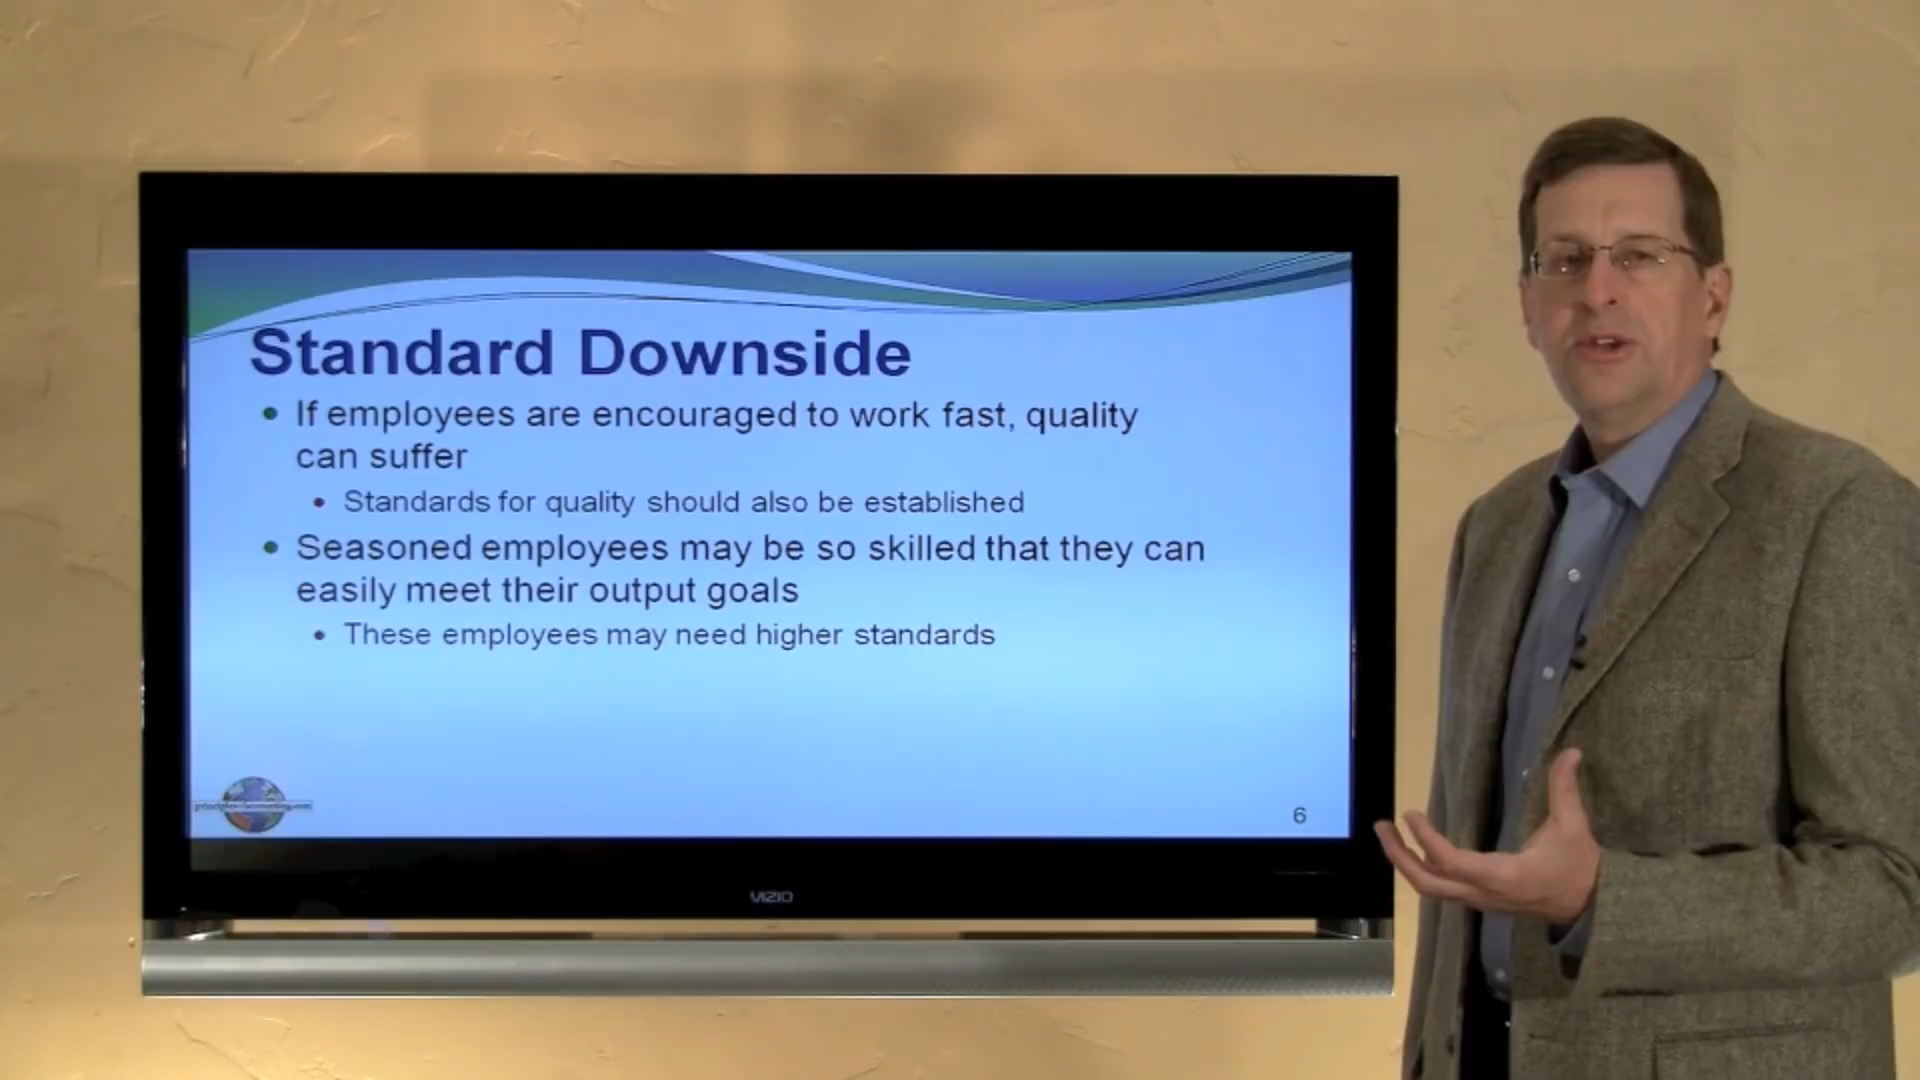 Standard Downside
If employees are encouraged to work fast, quality
can suffer
Standards for quality should also be established
Seasoned employees may be so skilled that they can
easily meet their output goals
These employees may need higher standards
principlesofaccounting.com
6
VIZIO